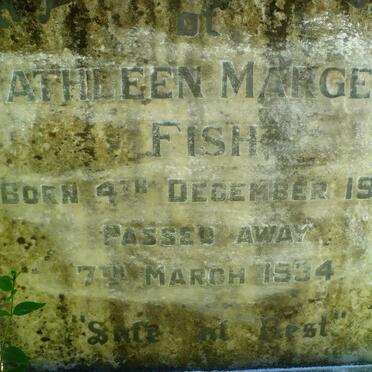 of
ATHLEEN MARGE
FISH
BORN 4TH DECEMBER 19
PASSED AWAY
7TH MARCH 1934
"Safe at Rest"